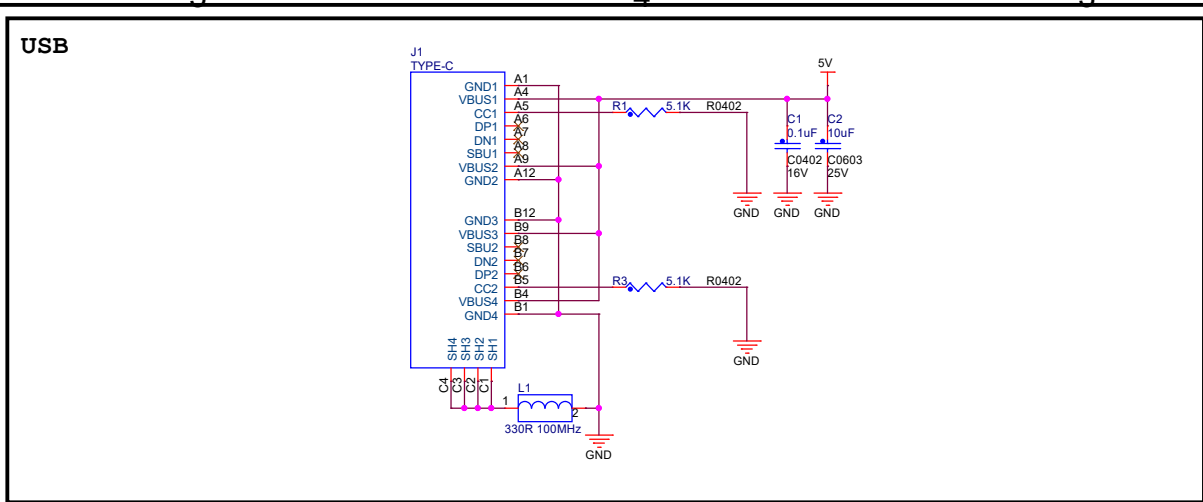 USB
J1
TYPE-C
GND1 A1
VBUS1 A4
CC1 A5
DP1 A6
DN1 A7
SBU1 A8
VBUS2 A9
GND2 A12
GND3 B12
VBUS3 B9
SBU2 B8
DN2 B7
DP2 B6
CC2 B5
VBUS4 B4
GND4 B1
SH4 SH3 SH2 SH1
C4 C3 C2 C1
R1 5.1K R0402
GND
5V
C1
0.1uF
C0402
16V
GND
C2
10uF
C0603
25V
GND
R3 5.1K R0402
GND
L1
1 2
330R 100MHz
GND